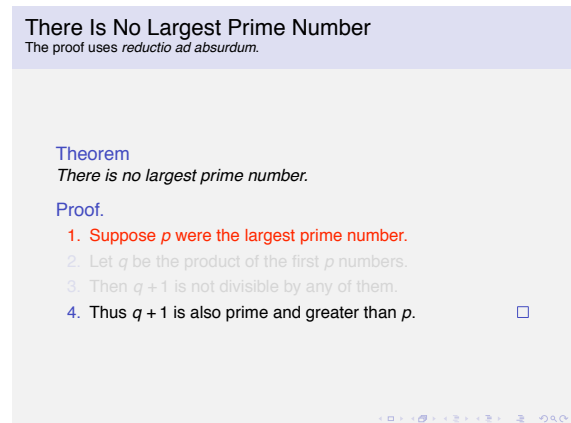 There Is No Largest Prime Number
The proof uses reductio ad absurdum.
Theorem
There is no largest prime number.
Proof.
1. Suppose p were the largest prime number.
2. Let q be the product of the first p numbers.
3. Then q + 1 is not divisible by any of them.
4. Thus q + 1 is also prime and greater than p.